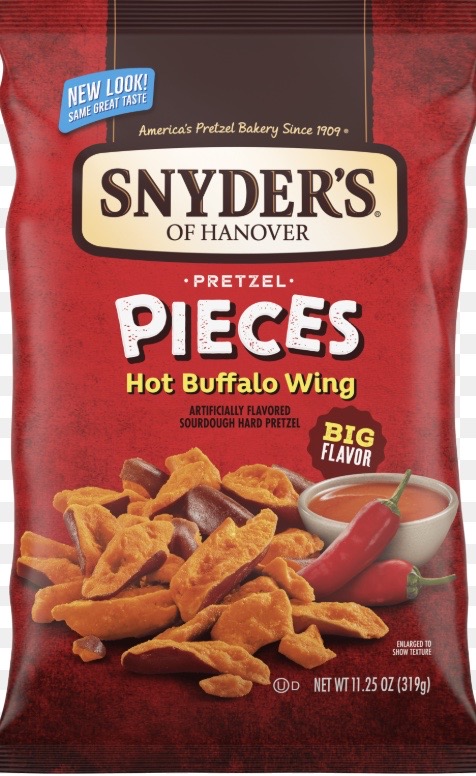 NEW LOOK!
SAME GREAT TASTE
America's Pretzel Bakery Since 1909
SNYDER'S®
OF HANOVER
·PRETZEL·
PIECES
Hot Buffalo Wing
ARTIFICIALLY FLAVORED
SOURDOUGH HARD PRETZEL
BIG
FLAVOR
ENLARGED TO
SHOW TEXTURE
Ⓤ D NET WT 11.25 OZ (319g)